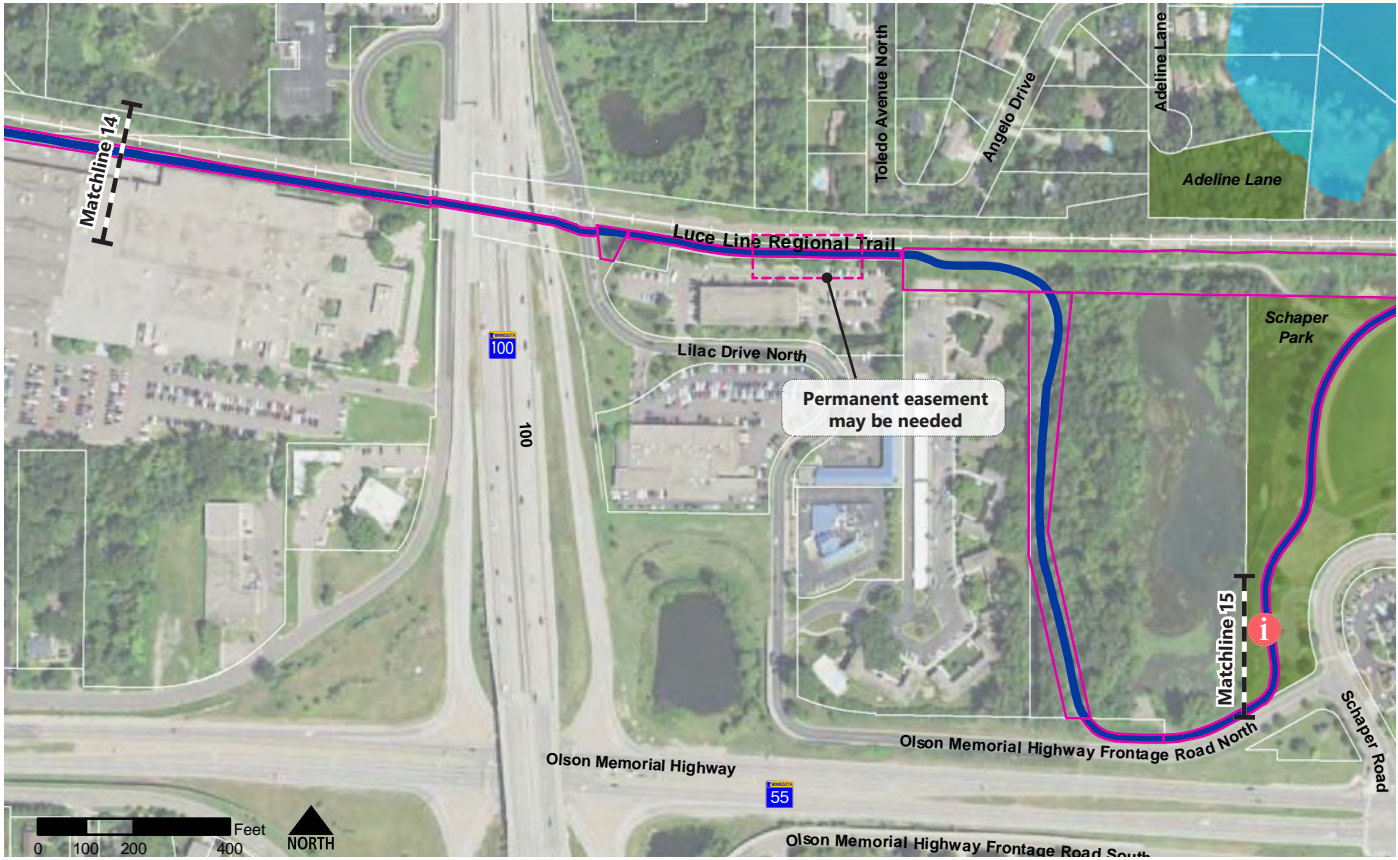 Toledo Avenue North
Angelo Drive
Adeline Lane
Adeline Lane
Matchline 14
Luce Line Regional Trail
Schaper
Park
MINNESOTA
100
Lilac Drive North
Permanent easement
may be needed
100
Matchline 15
i
Schaper Road
Olson Memorial Highway Frontage Road North
Olson Memorial Highway
MINNESOTA
55
Feet
0 100 200 400
NORTH
Olson Memorial Highway Frontage Road South